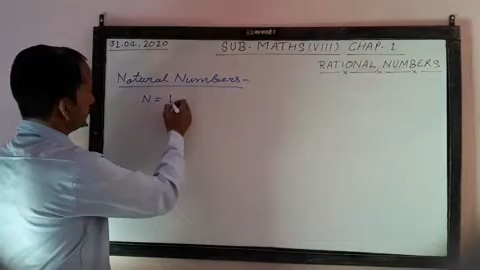 31.04.2020
SUB- MATHS (VIII) CHAP- 1
RATIONAL NUMBERS
Natural Numbers-
N = 1